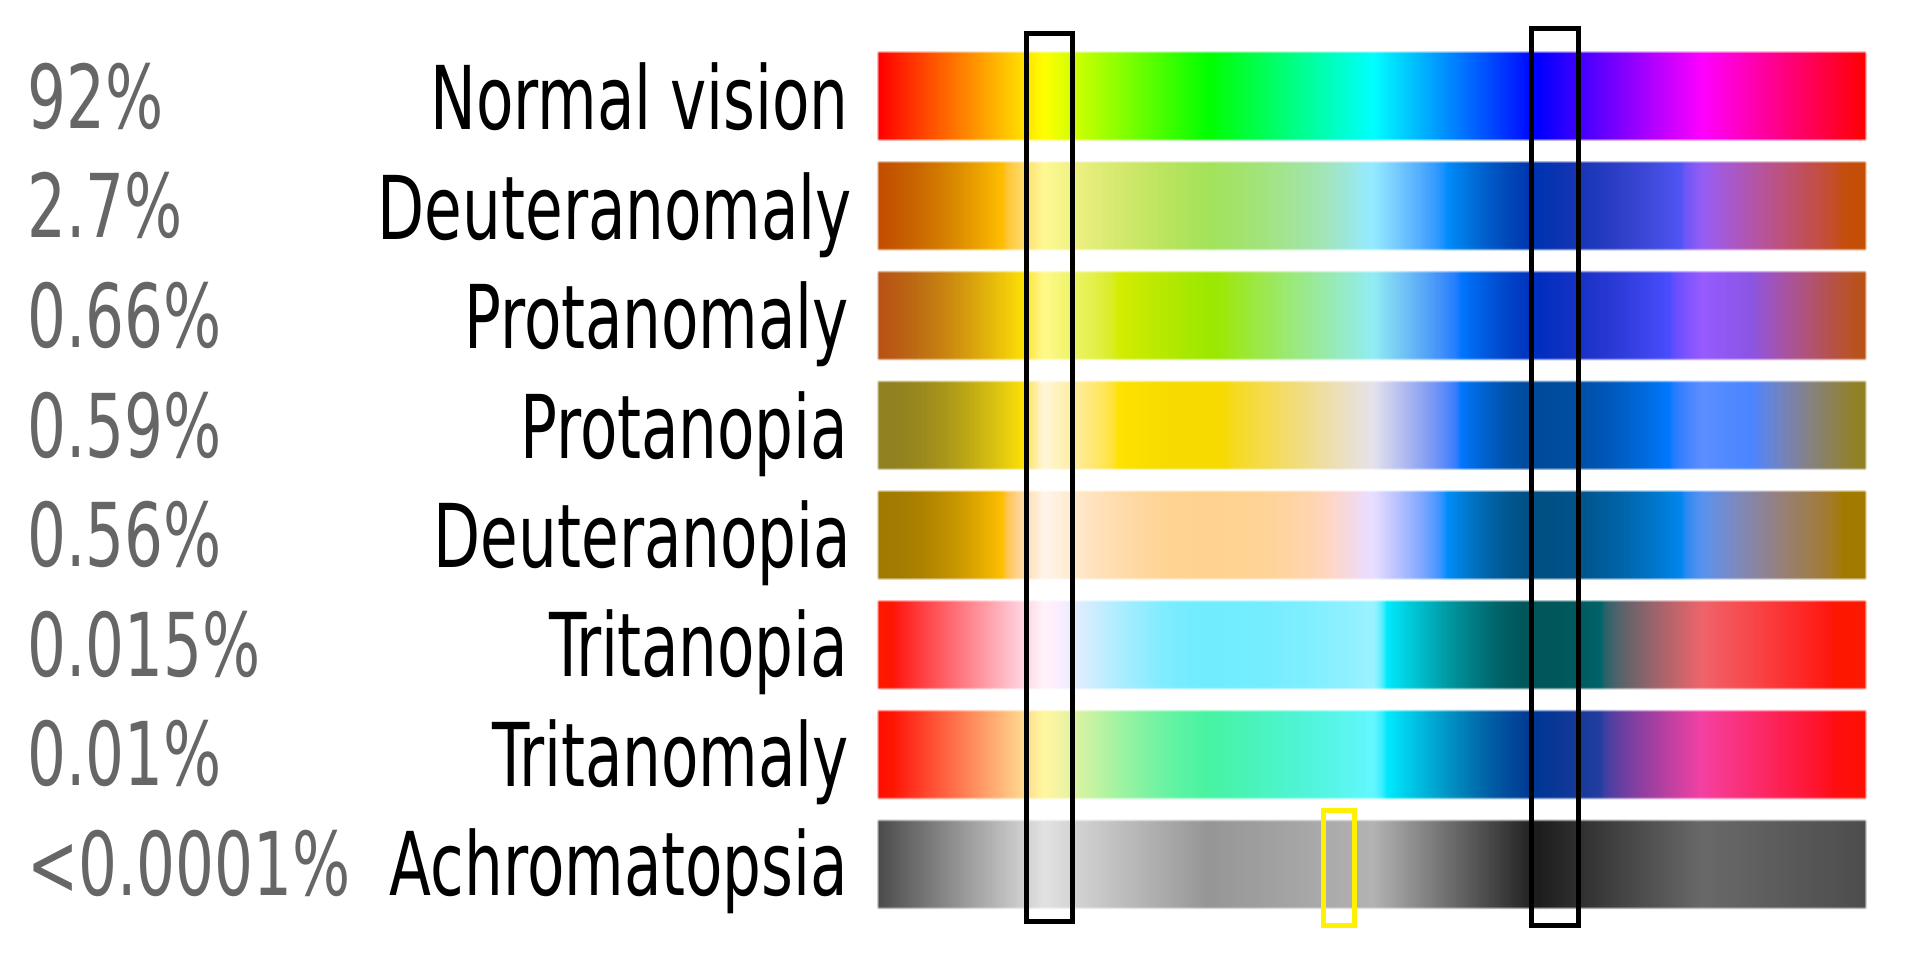 92% Normal vision
2.7% Deuteranomaly
0.66% Protanomaly
0.59% Protanopia
0.56% Deuteranopia
0.015% Tritanopia
0.01% Tritanomaly
<0.0001% Achromatopsia